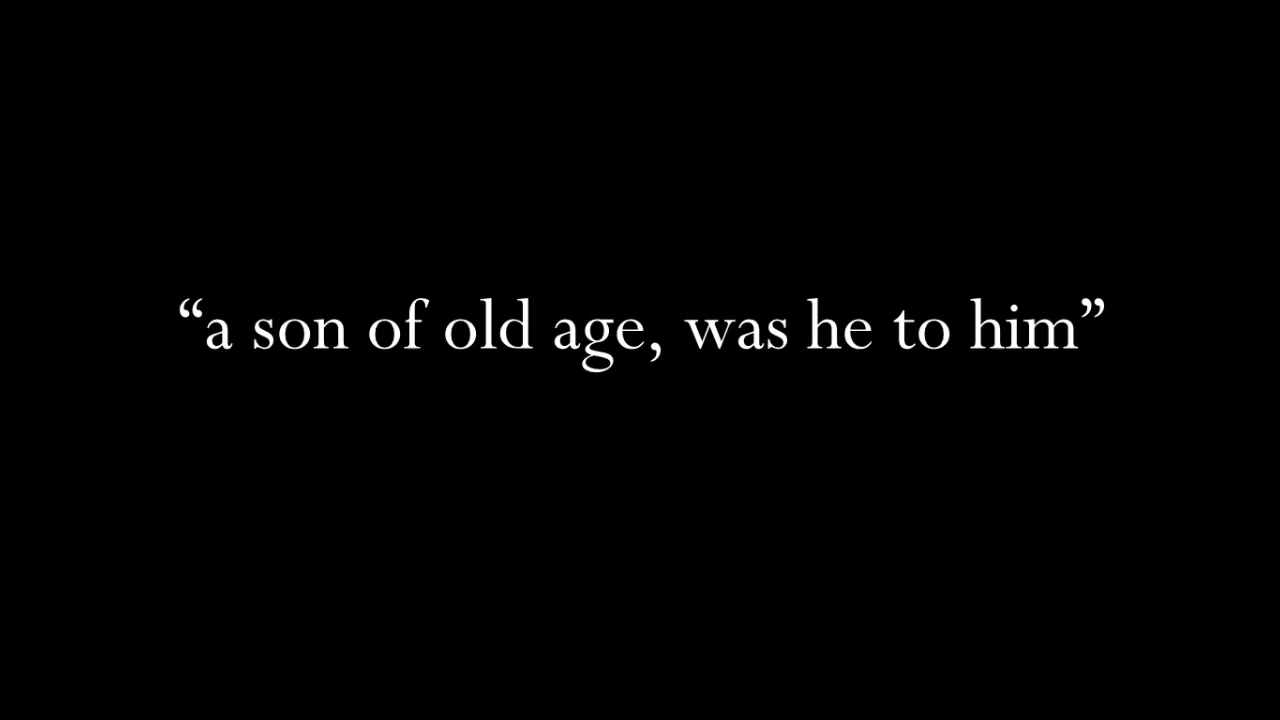 “a son of old age, was he to him”